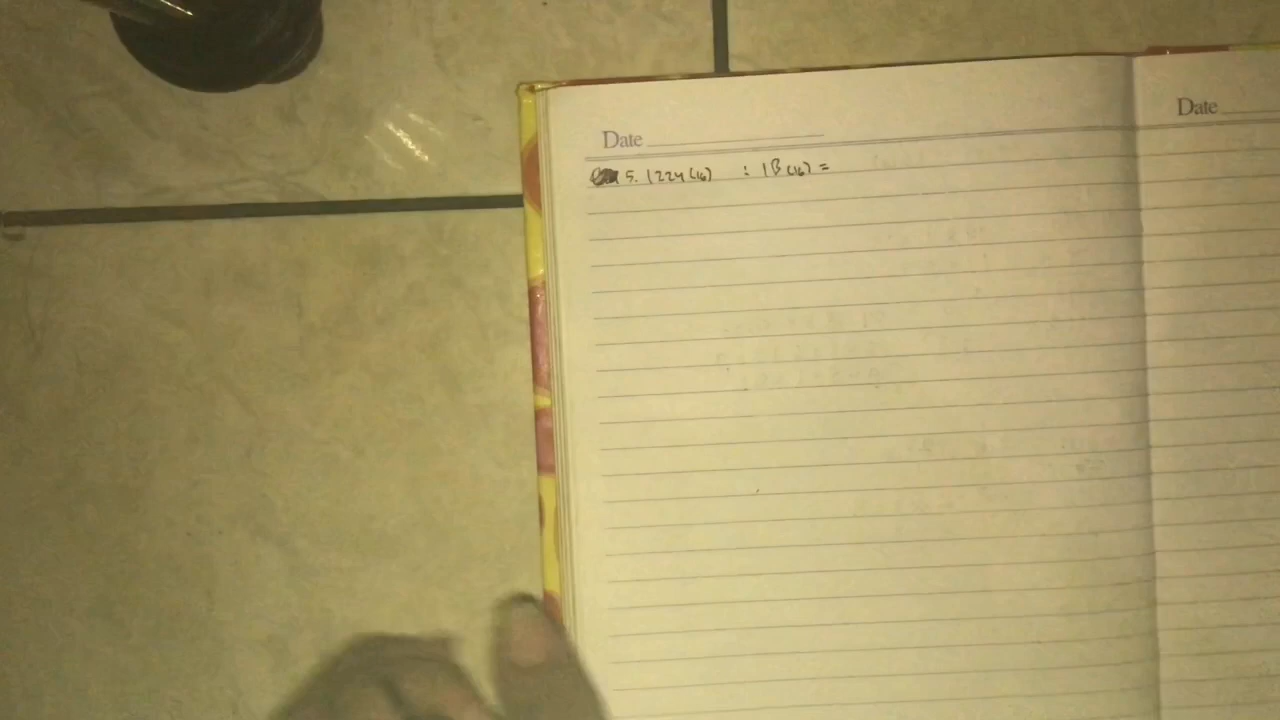 Date
Date
5. 1224(16) : 1B(16) =